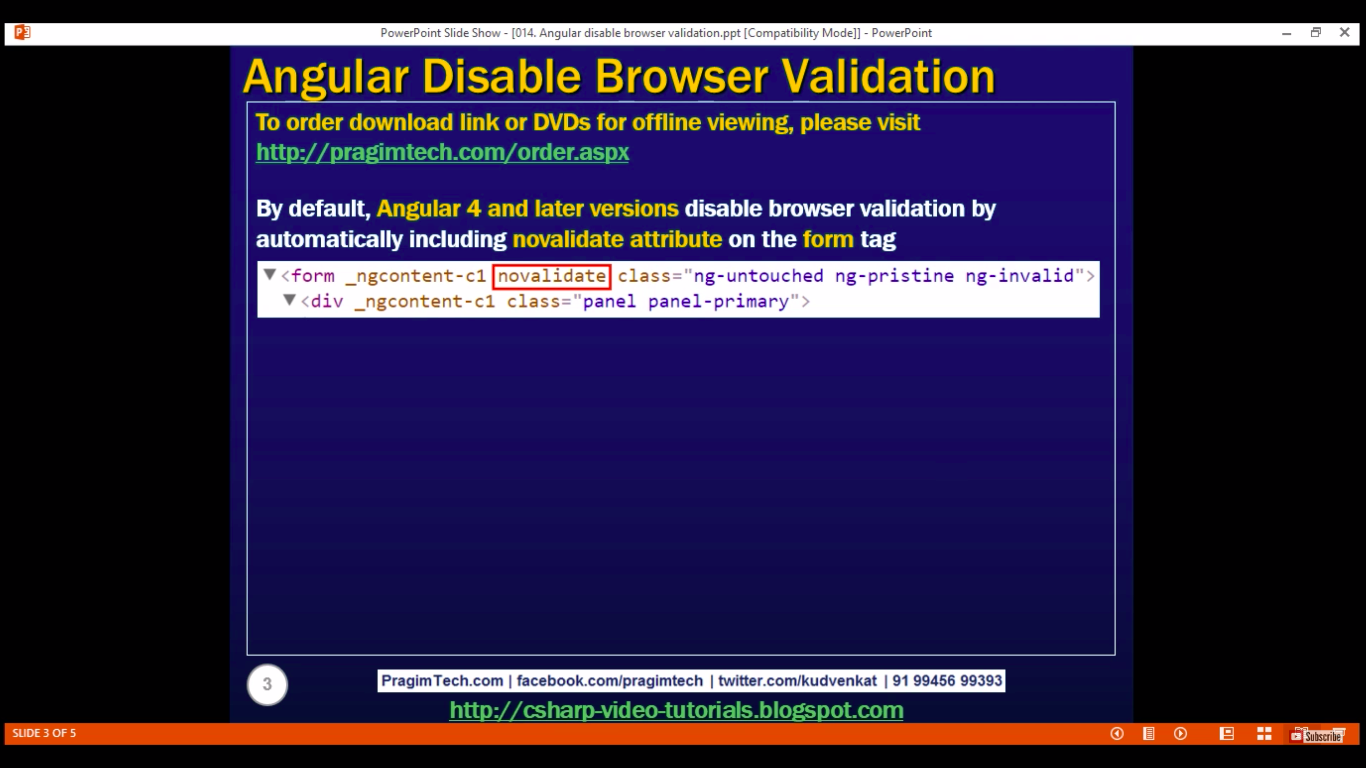 PowerPoint Slide Show - [014. Angular disable browser validation.ppt [Compatibility Mode]] - PowerPoint
Angular Disable Browser Validation
To order download link or DVDs for offline viewing, please visit
http://pragimtech.com/order.aspx
By default, Angular 4 and later versions disable browser validation by
automatically including novalidate attribute on the form tag
▼<form _ngcontent-c1 novalidate class="ng-untouched ng-pristine ng-invalid">
▼<div _ngcontent-c1 class="panel panel-primary">
3
PragimTech.com | facebook.com/pragimtech | twitter.com/kudvenkat | 91 99456 99393
http://csharp-video-tutorials.blogspot.com
SLIDE 3 OF 5
Subscribe